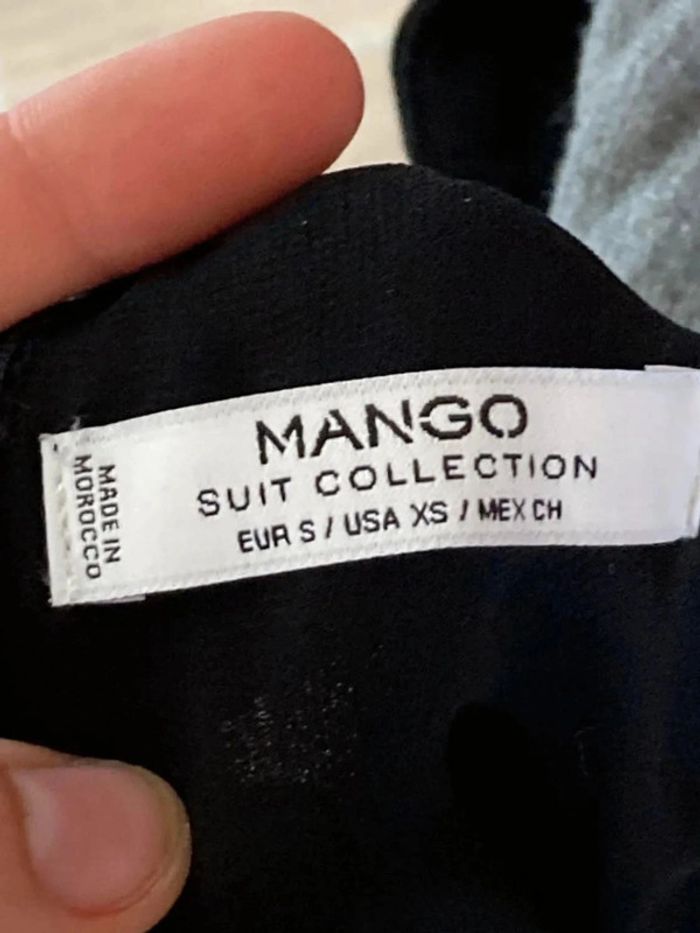 MANGO
SUIT COLLECTION
EUR S / USA XS / MEX CH
MADE IN
MOROCCO